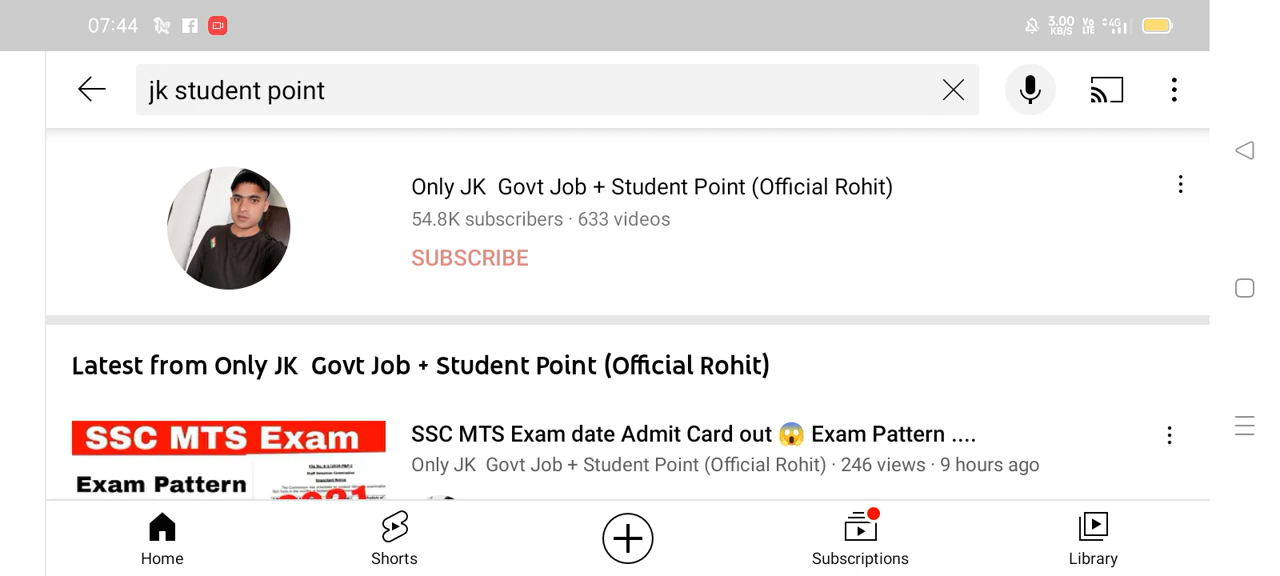 07:44
3.00
KB/S
Vo
LTE
4G
jk student point
Only JK Govt Job + Student Point (Official Rohit)
54.8K subscribers · 633 videos
SUBSCRIBE
Latest from Only JK Govt Job + Student Point (Official Rohit)
SSC MTS Exam
Exam Pattern
SSC MTS Exam date Admit Card out 😱 Exam Pattern ....
Only JK Govt Job + Student Point (Official Rohit) · 246 views · 9 hours ago
Home
Shorts
Subscriptions
Library